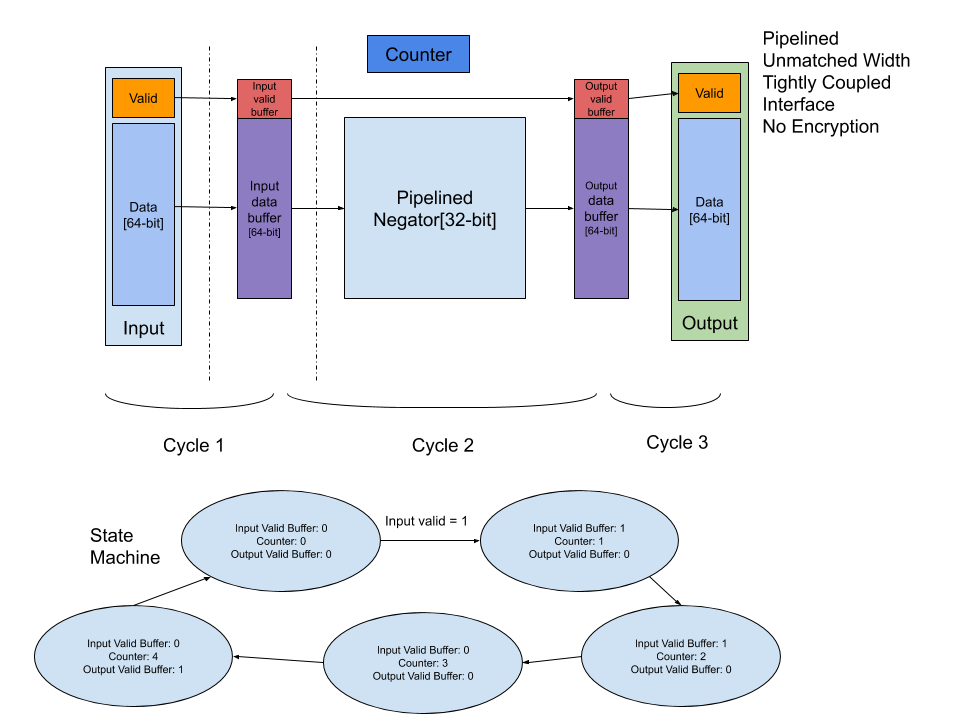 Pipelined
Unmatched Width
Tightly Coupled
Interface
No Encryption
Counter
Valid
Input
valid
buffer
Output
valid
buffer
Valid
Data
[64-bit]
Input
data
buffer
[64-bit]
Pipelined
Negator[32-bit]
Output
data
buffer
[64-bit]
Data
[64-bit]
Input
Output
Cycle 1
Cycle 2
Cycle 3
State
Machine
Input Valid Buffer: 0
Counter: 0
Output Valid Buffer: 0
Input valid = 1
Input Valid Buffer: 1
Counter: 1
Output Valid Buffer: 0
Input Valid Buffer: 1
Counter: 2
Output Valid Buffer: 0
Input Valid Buffer: 0
Counter: 3
Output Valid Buffer: 0
Input Valid Buffer: 0
Counter: 4
Output Valid Buffer: 1